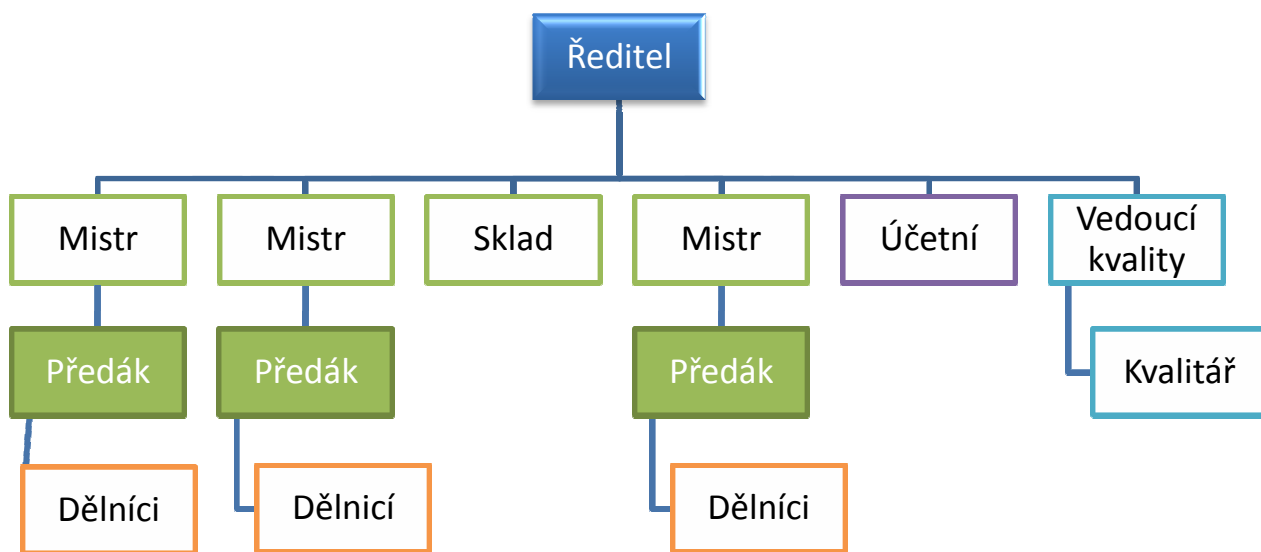 Ředitel
Mistr
Mistr
Sklad
Mistr
Účetní
Vedoucí
kvality
Předák
Předák
Předák
Kvalitář
Dělníci
Dělnicí
Dělníci